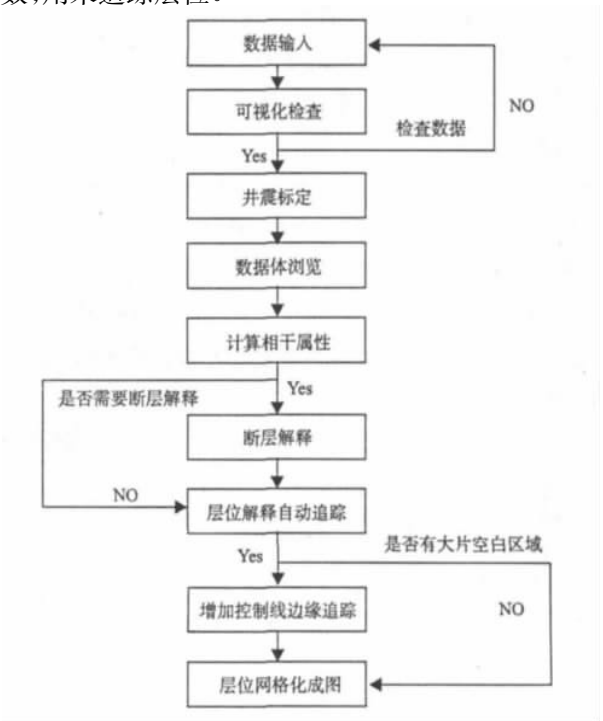 数据输入
可视化检查
NO
检查数据
Yes
井震标定
数据体浏览
计算相干属性
是否需要断层解释
Yes
断层解释
NO
层位解释自动追踪
Yes
是否有大片空白区域
增加控制线边缘追踪
NO
层位网格化成图